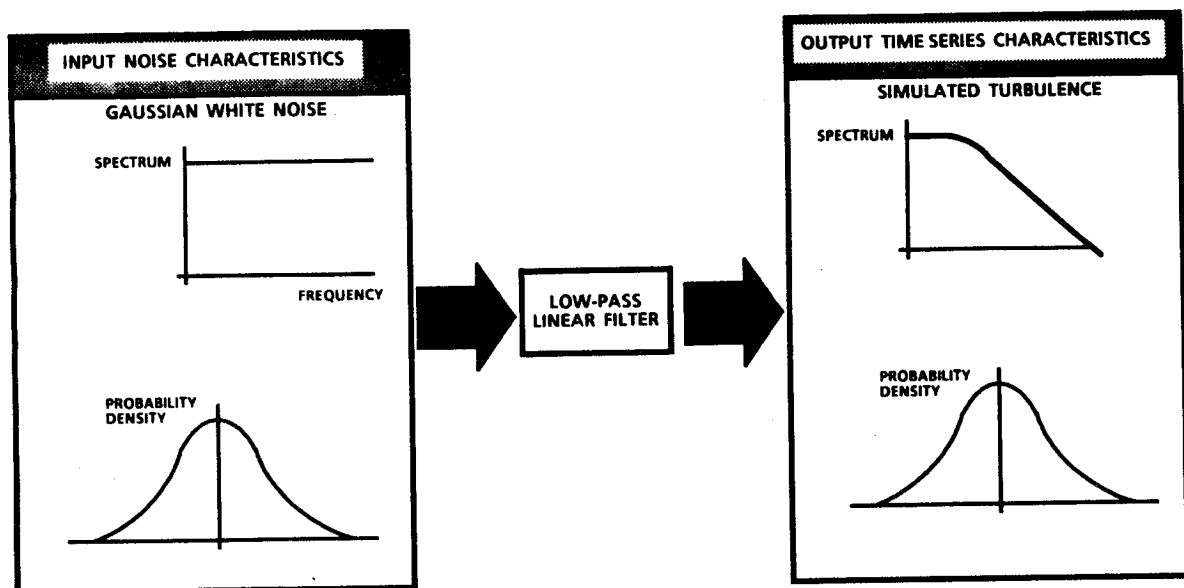 INPUT NOISE CHARACTERISTICS
GAUSSIAN WHITE NOISE
SPECTRUM
FREQUENCY
PROBABILITY
DENSITY
LOW-PASS
LINEAR FILTER
OUTPUT TIME SERIES CHARACTERISTICS
SIMULATED TURBULENCE
SPECTRUM
PROBABILITY
DENSITY